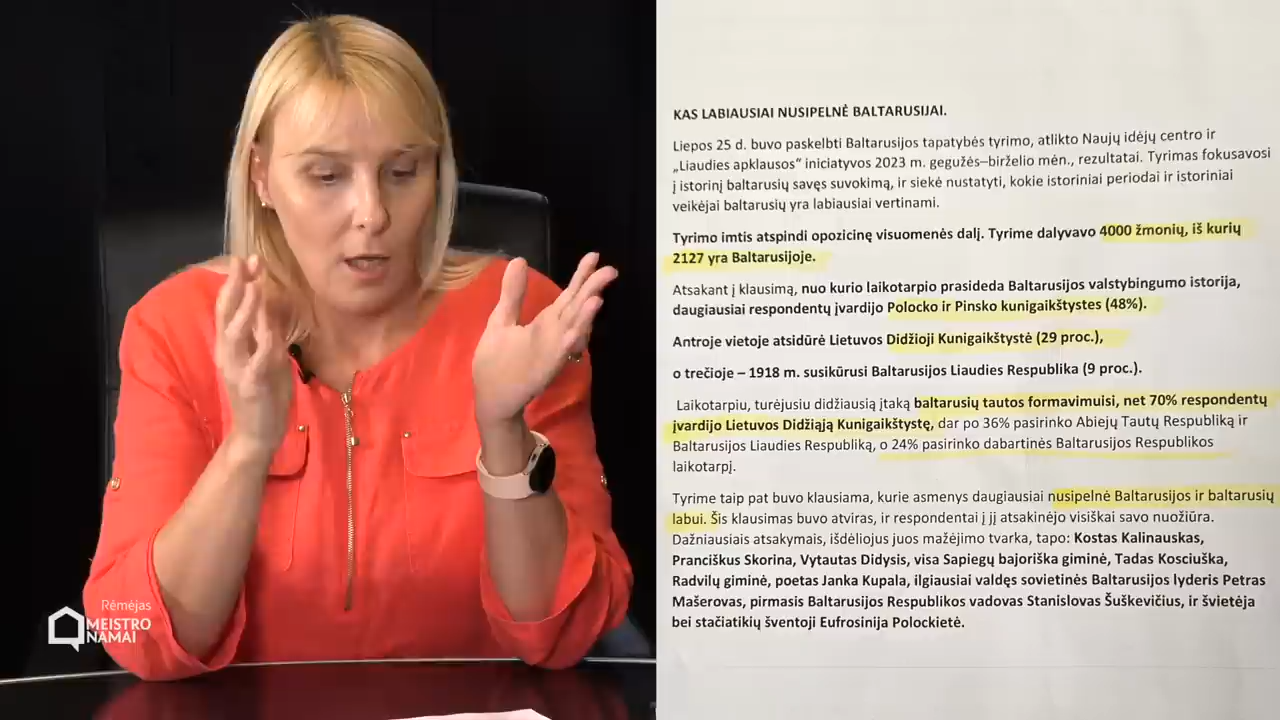 Rėmėjas
MEISTRO
NAMAI
KAS LABIAUSIAI NUSIPELNĖ BALTARUSIJAI.
Liepos 25 d. buvo paskelbti Baltarusijos tapatybės tyrimo, atlikto Naujų idėjų centro ir
„Liaudies apklausos“ iniciatyvos 2023 m. gegužės–birželio mėn., rezultatai. Tyrimas fokusavosi
į istorinį baltarusių savęs suvokimą, ir siekė nustatyti, kokie istoriniai periodai ir istoriniai
veikėjai baltarusių yra labiausiai vertinami.
Tyrimo imtis atspindi opozicinę visuomenės dalį. Tyrime dalyvavo 4000 žmonių, iš kurių
2127 yra Baltarusijoje.
Atsakant į klausimą, nuo kurio laikotarpio prasideda Baltarusijos valstybingumo istorija,
daugiausiai respondentų įvardijo Polocko ir Pinsko kunigaikštystes (48%).
Antroje vietoje atsidūrė Lietuvos Didžioji Kunigaikštystė (29 proc.),
o trečioje – 1918 m. susikūrusi Baltarusijos Liaudies Respublika (9 proc.).
Laikotarpiu, turėjusiu didžiausią įtaką baltarusių tautos formavimuisi, net 70% respondentų
įvardijo Lietuvos Didžiąją Kunigaikštystę, dar po 36% pasirinko Abiejų Tautų Respubliką ir
Baltarusijos Liaudies Respubliką, o 24% pasirinko dabartinės Baltarusijos Respublikos
laikotarpį.
Tyrime taip pat buvo klausiama, kurie asmenys daugiausiai nusipelnė Baltarusijos ir baltarusių
labui. Šis klausimas buvo atviras, ir respondentai į jį atsakinėjo visiškai savo nuožiūra.
Dažniausiais atsakymais, išdėliojus juos mažėjimo tvarka, tapo: Kostas Kalinauskas,
Pranciškus Skorina, Vytautas Didysis, visa Sapiegų bajoriška giminė, Tadas Kosciuška,
Radvilų giminė, poetas Janka Kupala, ilgiausiai valdęs sovietinės Baltarusijos lyderis Petras
Mašerovas, pirmasis Baltarusijos Respublikos vadovas Stanislovas Šuškevičius, ir švietėja
bei stačiatikių šventoji Eufrosinija Polockietė.